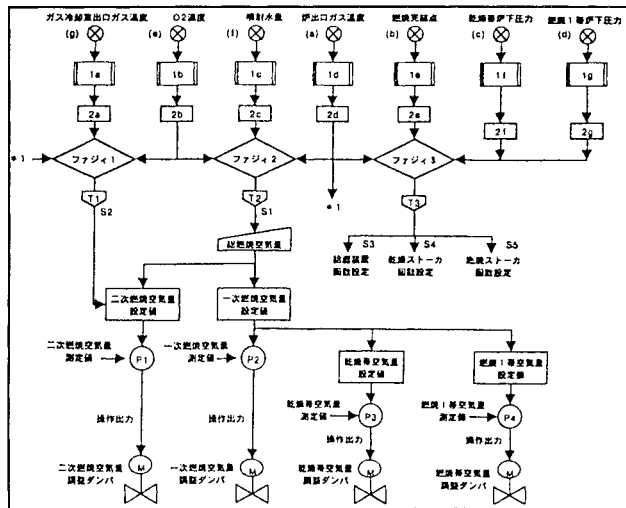 ガス冷却室出口ガス温度
O2温度
噴射水量
炉出口ガス温度
燃焼完結点
乾燥帯炉下圧力
燃焼1帯炉下圧力
(g)
(e)
(f)
(a)
(b)
(c)
(d)
1a
1b
1c
1d
1e
1f
1g
2a
2b
2c
2d
2e
2f
2g
*1
ファジィ1
ファジィ2
ファジィ3
*1
T1
T2
T3
S2
S1
総燃焼空気量
S3
S4
S5
給塵装置
回数設定
乾燥ストーカ
回数設定
燃焼ストーカ
回数設定
二次燃焼空気量
設定値
一次燃焼空気量
設定値
二次燃焼空気量
測定値
P1
一次燃焼空気量
測定値
P2
乾燥帯空気量
設定値
燃焼1帯空気量
設定値
乾燥帯空気量
測定値
P3
燃焼1帯空気量
測定値
P4
操作出力
操作出力
操作出力
操作出力
二次燃焼空気量
調整ダンパ
M
一次燃焼空気量
調整ダンパ
M
乾燥帯空気量
調整ダンパ
M
燃焼帯空気量
調整ダンパ
M